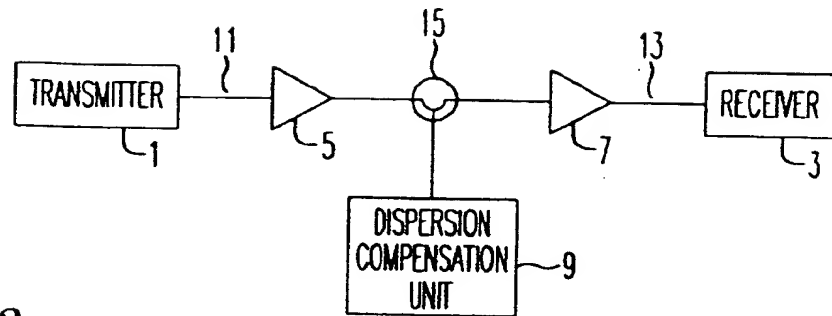 15
11
13
TRANSMITTER
RECEIVER
1
5
7
3
DISPERSION
COMPENSATION
UNIT
9